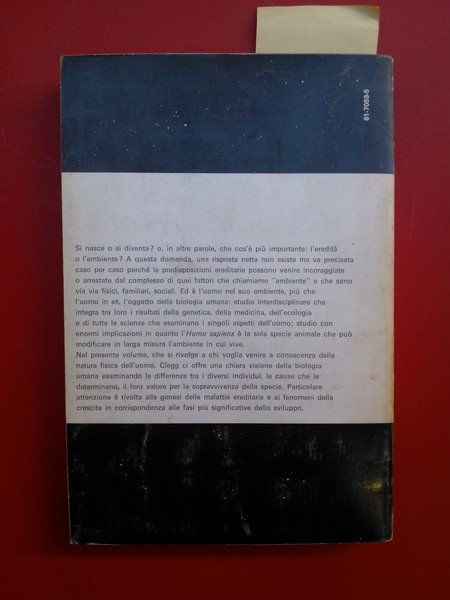 61-7059-5
Si nasce o si diventa? o, in altre parole, che cos'è più importante: l'eredità
o l'ambiente? A questa domanda, una risposta netta non esiste ma va precisata
caso per caso perché le predisposizioni ereditarie possono venire incoraggiate
o arrestate dal complesso di quei fattori che chiamiamo "ambiente" e che sono
via via fisici, familiari, sociali. Ed è l'uomo nel suo ambiente, più che
l'uomo in sé, l'oggetto della biologia umana: studio interdisciplinare che
integra tra loro i risultati della genetica, della medicina, dell'ecologia
e di tutte le scienze che esaminano i singoli aspetti dell'uomo; studio con
enormi implicazioni in quanto l'Homo sapiens è la sola specie animale che può
modificare in larga misura l'ambiente in cui vive.
Nel presente volume, che si rivolge a chi voglia venire a conoscenza della
natura fisica dell'uomo, Clegg ci offre una chiara visione della biologia
umana esaminando le differenze tra i diversi individui, le cause che le
determinano, il loro valore per la sopravvivenza della specie. Particolare
attenzione è rivolta alla genesi delle malattie ereditarie e ai fenomeni della
crescita in corrispondenza alle fasi più significative dello sviluppo.